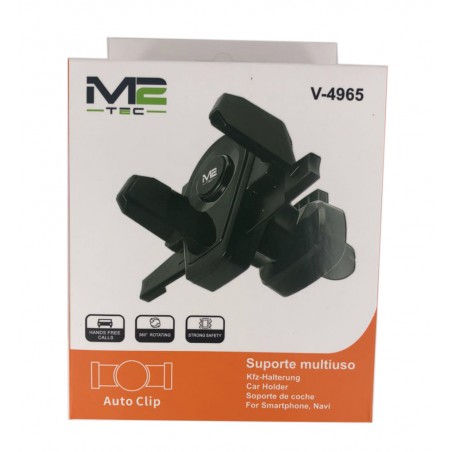 M2
TEC
V-4965
M2
HANDS FREE
CALLS
360° ROTATING
STRONG SAFETY
Auto Clip
Suporte multiuso
Kfz-Halterung
Car Holder
Soporte de coche
For Smartphone, Navi